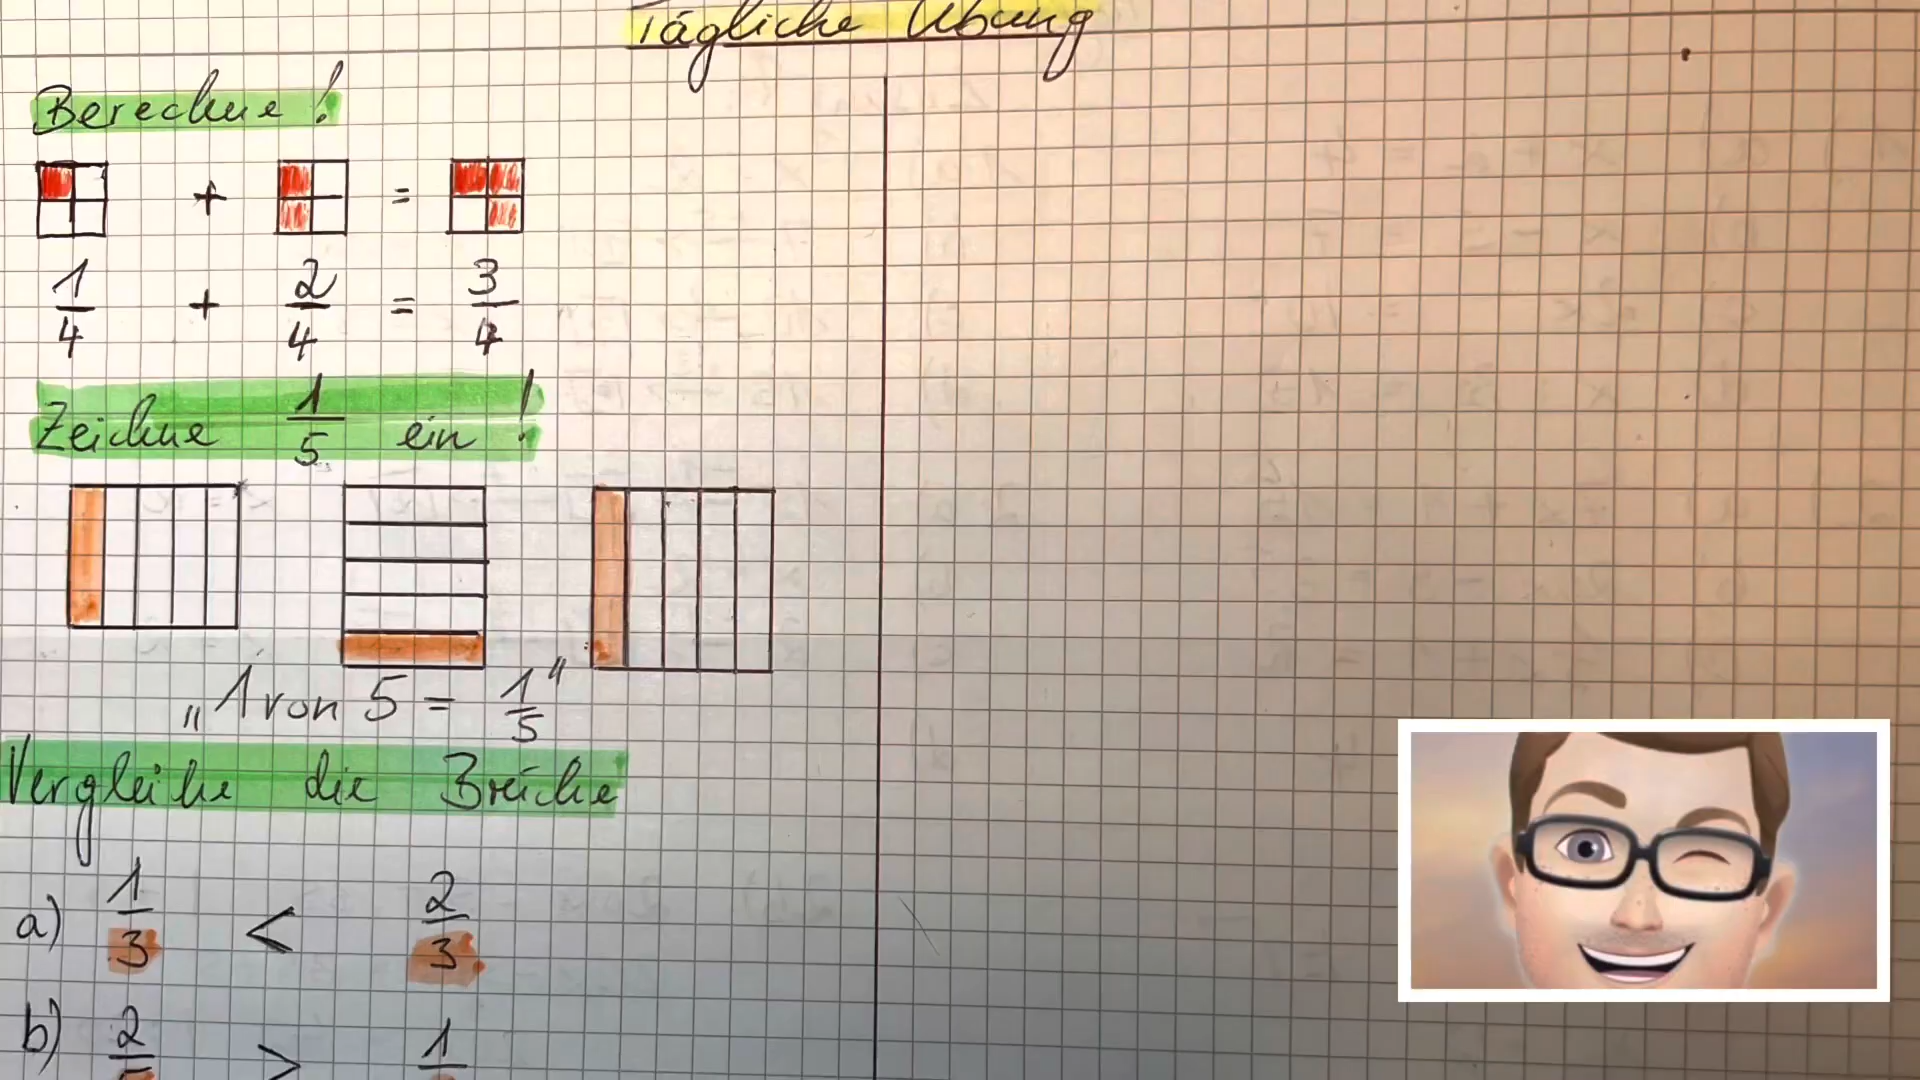 Tägliche Übung
Berechne!
+ =
1/4 + 2/4 = 3/4
Zeichne 1/5 ein!
„1 von 5 = 1/5"
Vergleiche die Brüche
a) 1/3 < 2/3
b) 2 > 1